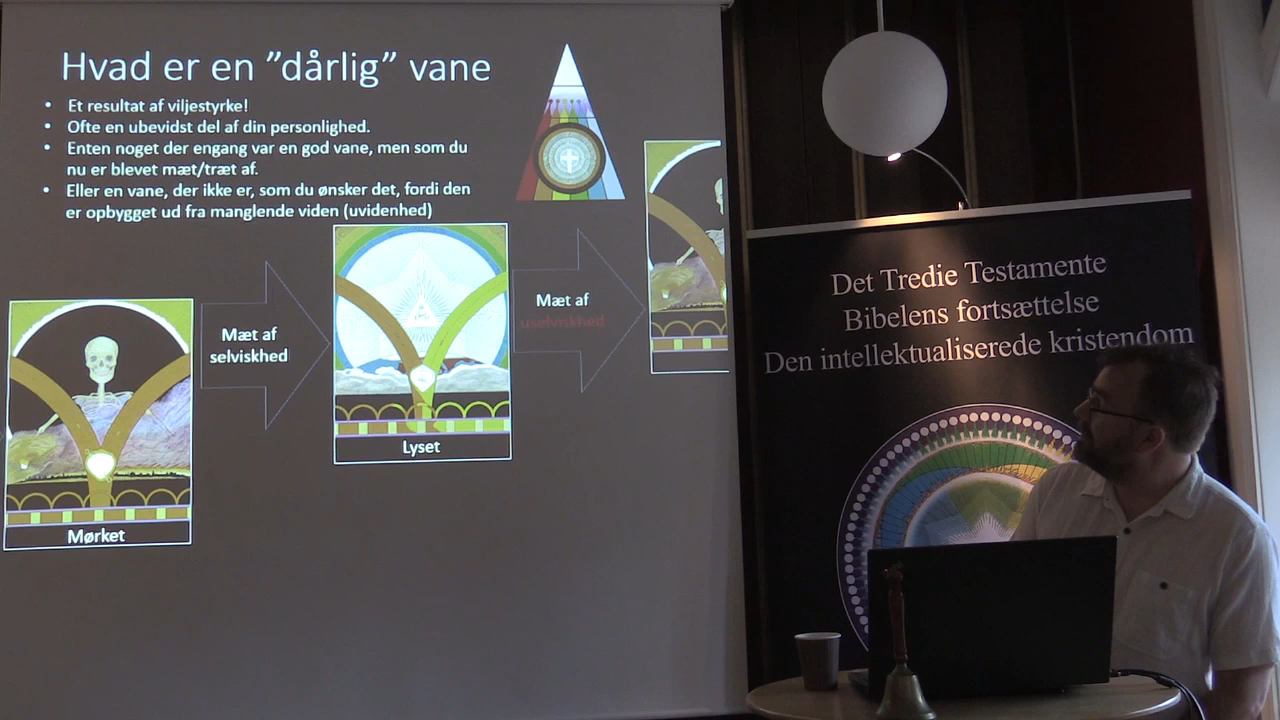 Hvad er en ”dårlig” vane
• Et resultat af viljestyrke!
• Ofte en ubevidst del af din personlighed.
• Enten noget der engang var en god vane, men som du
nu er blevet mæt/træt af.
• Eller en vane, der ikke er, som du ønsker det, fordi den
er opbygget ud fra manglende viden (uvidenhed)
Mæt af
selviskhed
Mæt af
uselviskhed
Lyset
Mørket
Det Tredie Testamente
Bibelens fortsættelse
Den intellektualiserede kristendom